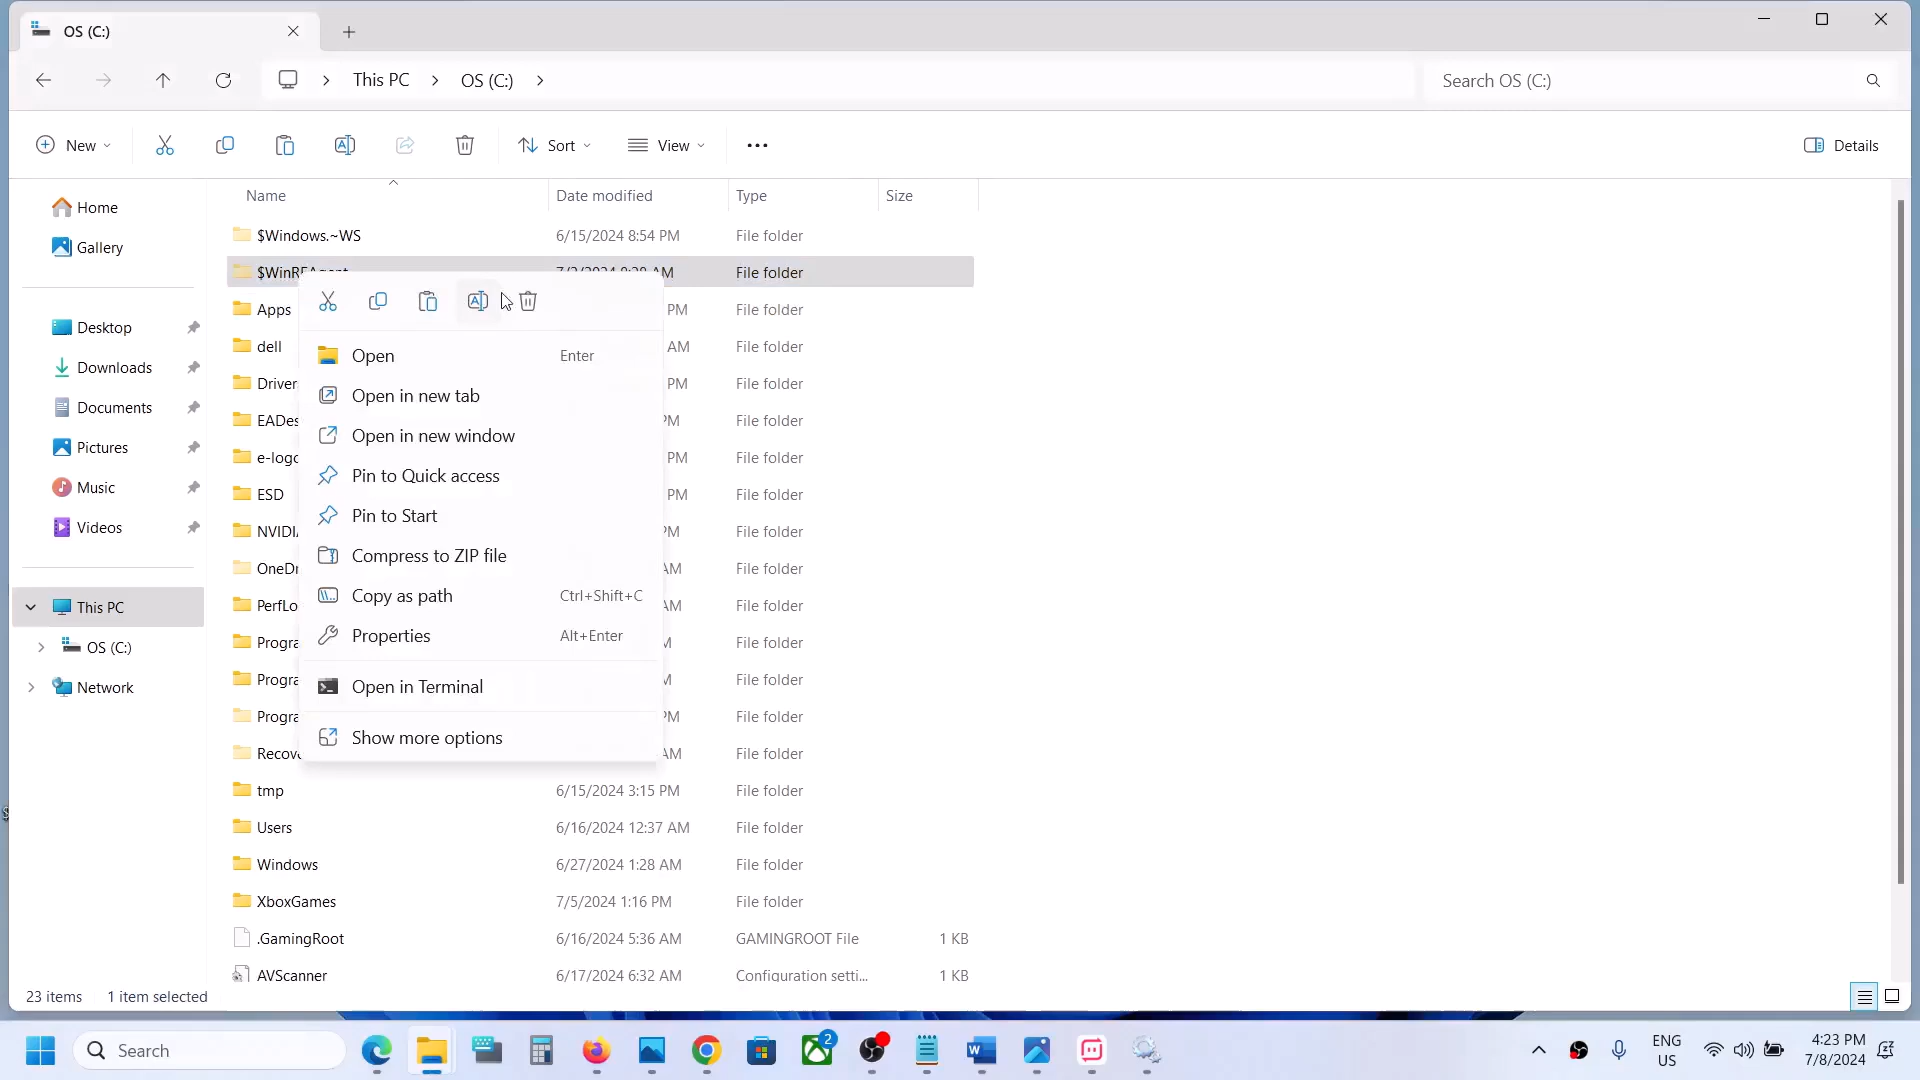 OS (C:)
This PC
OS (C:)
Search OS (C:)
New
Sort
View
Details
Name
Date modified
Type
Size
Home
Gallery
Desktop
Downloads
Documents
Pictures
Music
Videos
This PC
OS (C:)
Network
$Windows.~WS 6/15/2024 8:54 PM File folder
$WinREAgent 7/2/2024 8:28 AM File folder
Apps PM File folder
dell AM File folder
Driver PM File folder
EADes PM File folder
e-logo PM File folder
ESD PM File folder
NVIDI PM File folder
OneDr AM File folder
PerfLo AM File folder
Progra M File folder
Progra M File folder
Progra PM File folder
Recov AM File folder
tmp 6/15/2024 3:15 PM File folder
Users 6/16/2024 12:37 AM File folder
Windows 6/27/2024 1:28 AM File folder
XboxGames 7/5/2024 1:16 PM File folder
.GamingRoot 6/16/2024 5:36 AM GAMINGROOT File 1 KB
AVScanner 6/17/2024 6:32 AM Configuration setti... 1 KB
Open Enter
Open in new tab
Open in new window
Pin to Quick access
Pin to Start
Compress to ZIP file
Copy as path Ctrl+Shift+C
Properties Alt+Enter
Open in Terminal
Show more options
23 items 1 item selected
Search
2
ENG
US
4:23 PM
7/8/2024